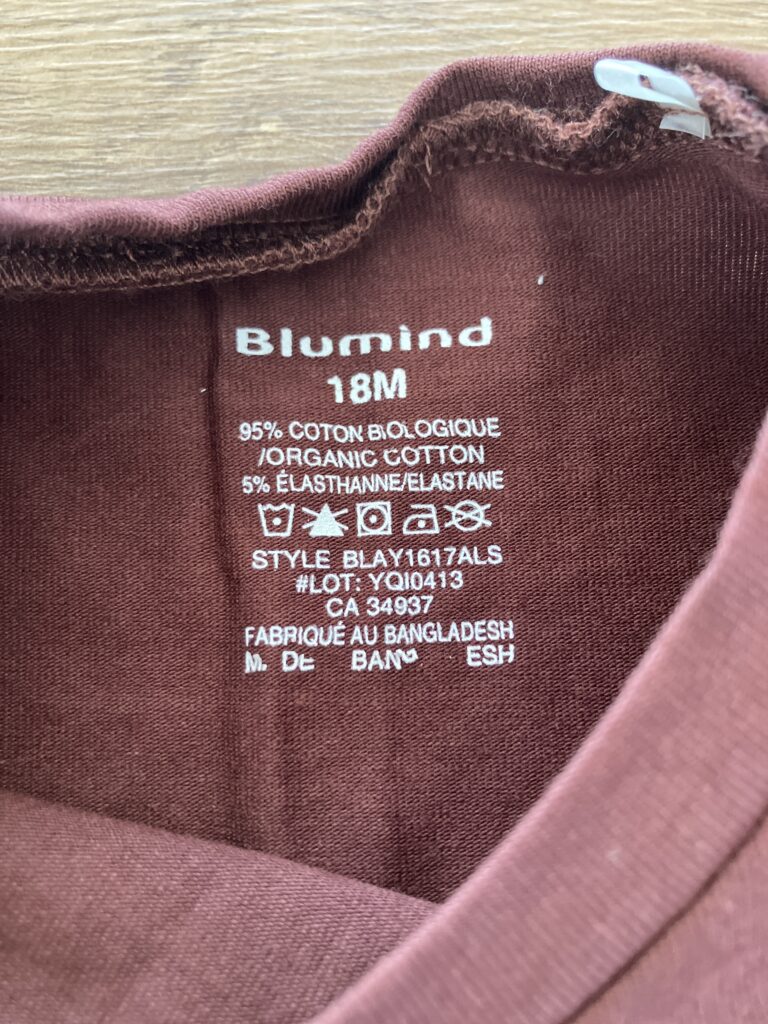 Blumind
18M
95% COTON BIOLOGIQUE
/ORGANIC COTTON
5% ÉLASTHANNE/ELASTANE
STYLE BLAY1617ALS
#LOT: YQI0413
CA 34937
FABRIQUÉ AU BANGLADESH